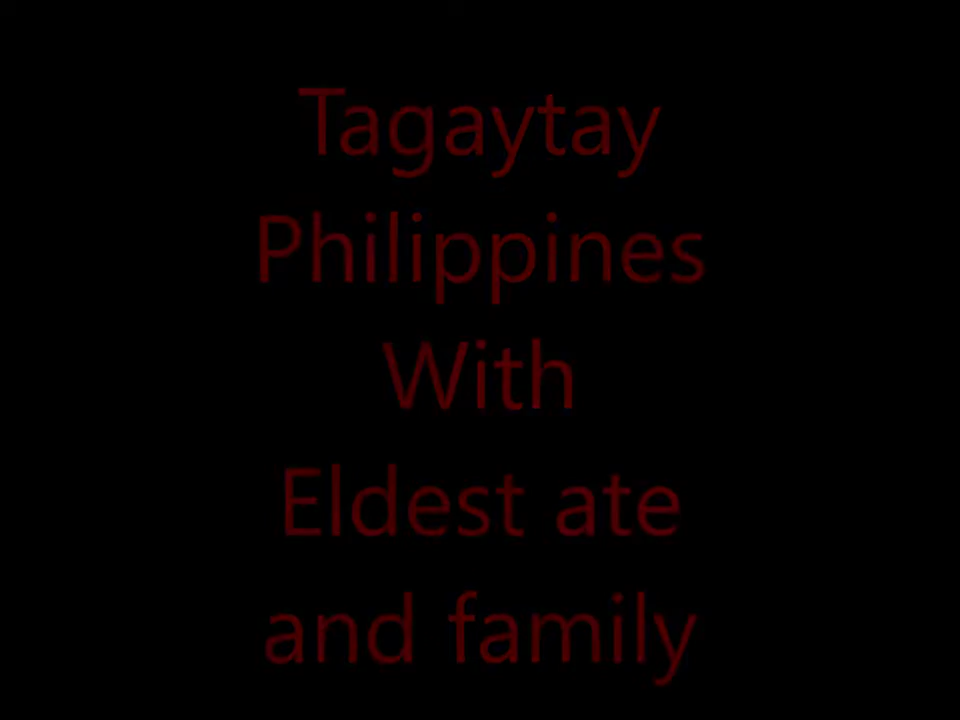 Tagaytay
Philippines
With
Eldest ate
and family